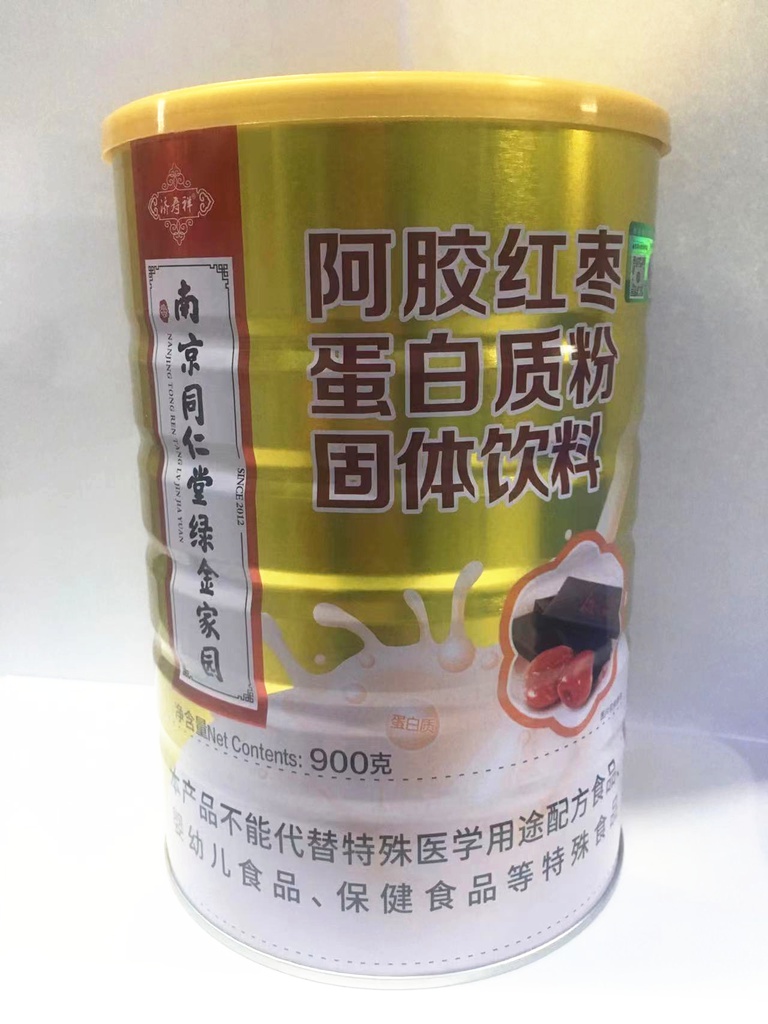 济寿祥
南京同仁堂绿金家园
NANJING TONG REN TANG LV JIN JIA YUAN
SINCE 2012
阿胶红枣
蛋白质粉
固体饮料
蛋白质
净含量Net Contents: 900克
本产品不能代替特殊医学用途配方食品、
婴幼儿食品、保健食品等特殊食品